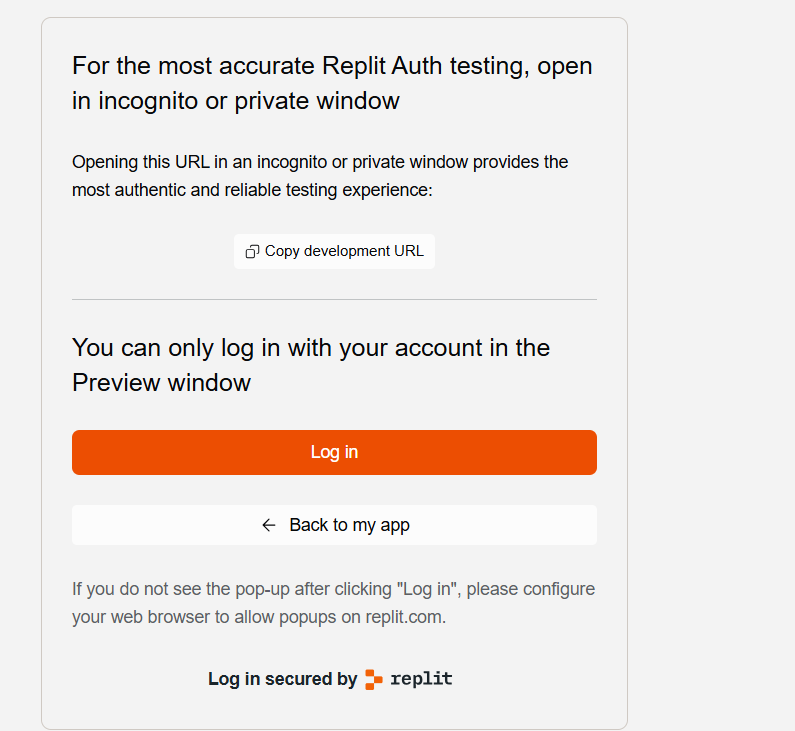 For the most accurate Replit Auth testing, open
in incognito or private window
Opening this URL in an incognito or private window provides the
most authentic and reliable testing experience:
Copy development URL
You can only log in with your account in the
Preview window
Log in
Back to my app
If you do not see the pop-up after clicking "Log in", please configure
your web browser to allow popups on replit.com.
Log in secured by replit